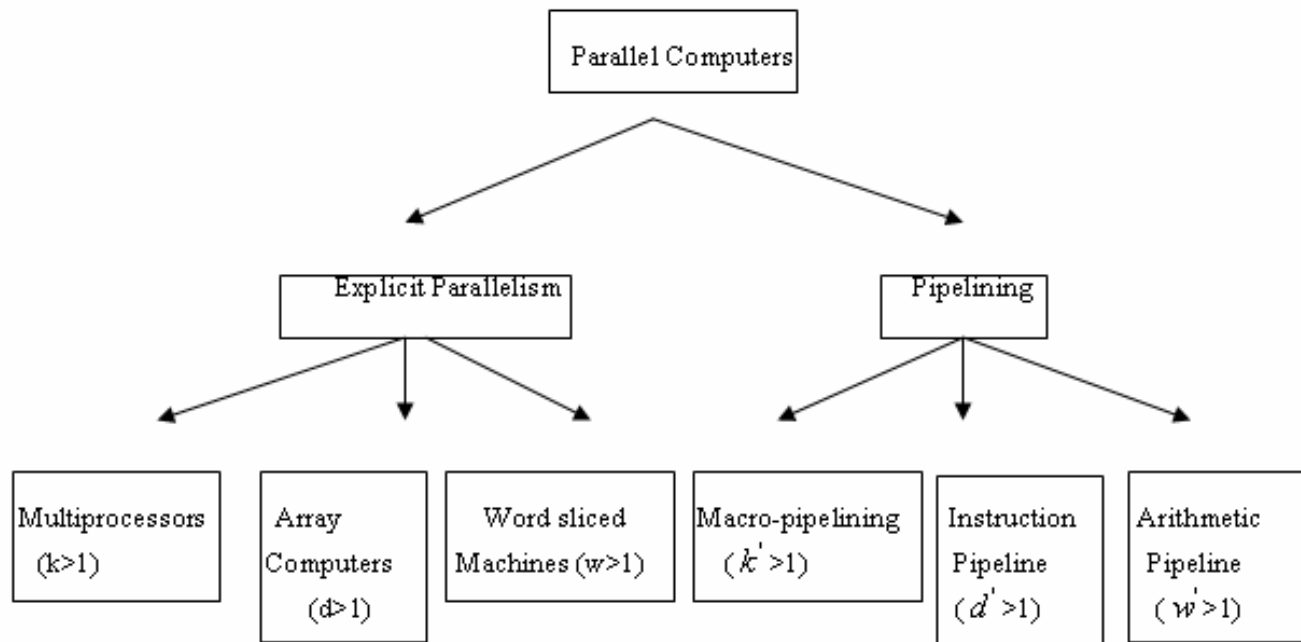 Parallel Computers
Explicit Parallelism
Pipelining
Multiprocessors
(k>1)
Array
Computers
(d>1)
Word sliced
Machines (w>1)
Macro-pipelining
(k'>1)
Instruction
Pipeline
(d'>1)
Arithmetic
Pipeline
(w'>1)